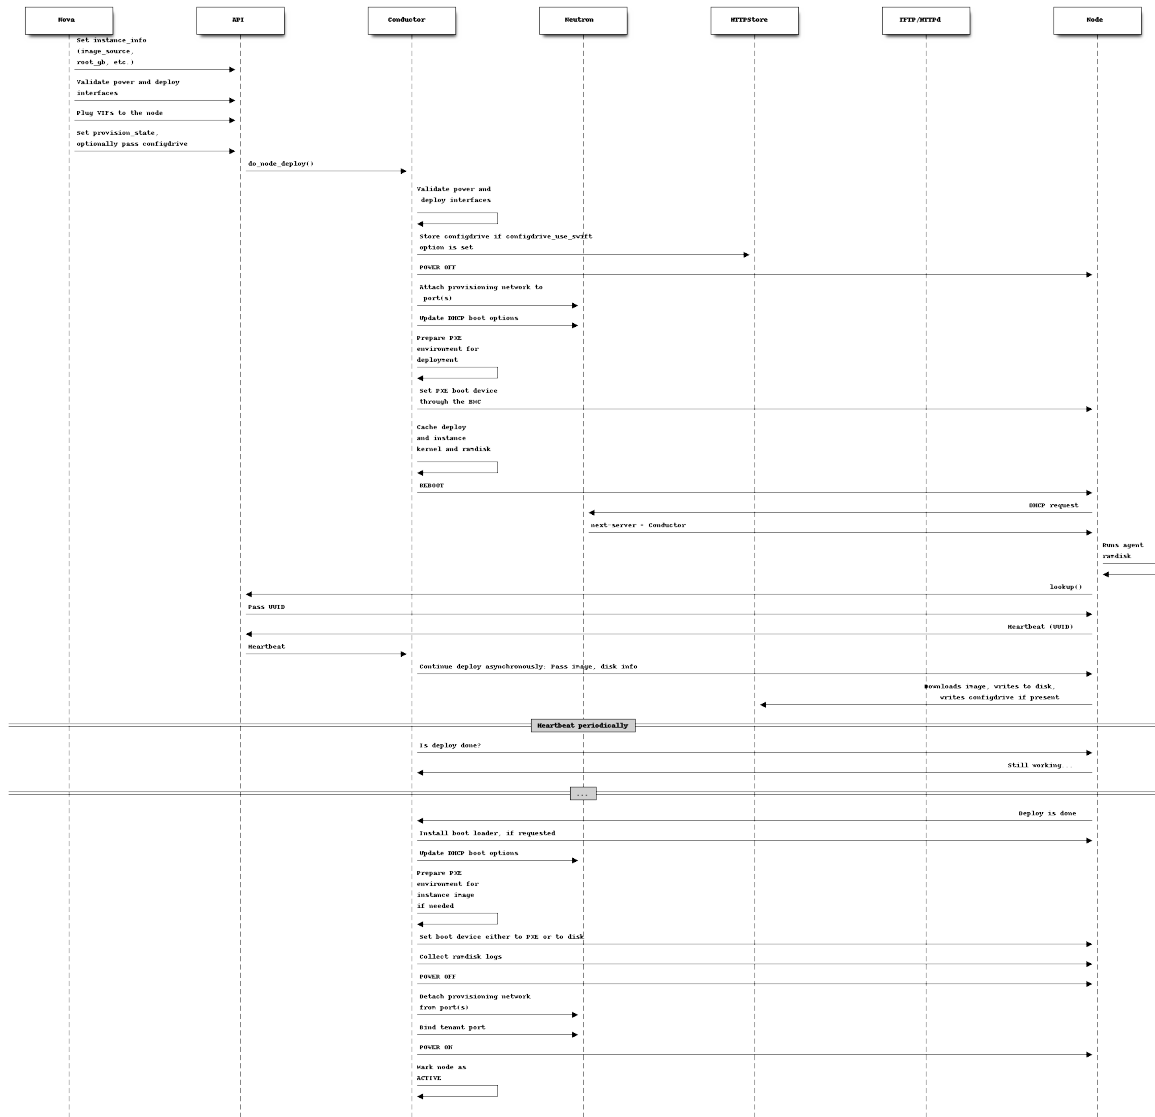 Nova
API
Conductor
Neutron
HTTPStore
TFTP/HTTPd
Node
Set instance_info
(image_source,
root_gb, etc.)
Validate power and deploy
interfaces
Plug VIFs to the node
Set provision_state,
optionally pass configdrive
do_node_deploy()
Validate power and
deploy interfaces
Store configdrive if configdrive_use_swift
option is set
POWER OFF
Attach provisioning network to
port(s)
Update DHCP boot options
Prepare PXE
environment for
deployment
Set PXE boot device
through the BMC
Cache deploy
and instance
kernel and ramdisk
REBOOT
DHCP request
next-server = Conductor
Runs agent
ramdisk
lookup()
Pass UUID
Heartbeat (UUID)
Heartbeat
Continue deploy asynchronously: Pass image, disk info
Downloads image, writes to disk,
writes configdrive if present
Heartbeat periodically
Is deploy done?
Still working...
...
Deploy is done
Install boot loader, if requested
Update DHCP boot options
Prepare PXE
environment for
instance image
if needed
Set boot device either to PXE or to disk
Collect ramdisk logs
POWER OFF
Detach provisioning network
from port(s)
Bind tenant port
POWER ON
Mark node as
ACTIVE